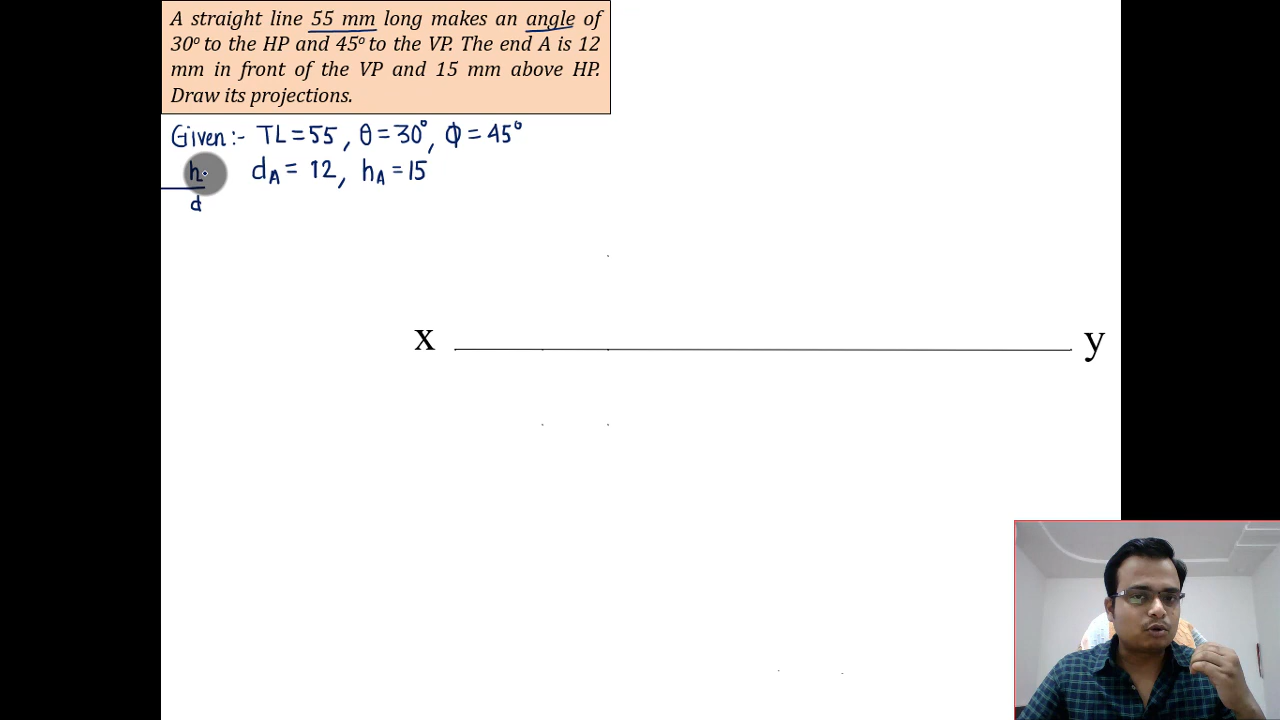 A straight line 55 mm long makes an angle of
30° to the HP and 45° to the VP. The end A is 12
mm in front of the VP and 15 mm above HP.
Draw its projections.
Given :- TL = 55, θ = 30°, ϕ = 45°
h
dA = 12, hA = 15
d
x
y